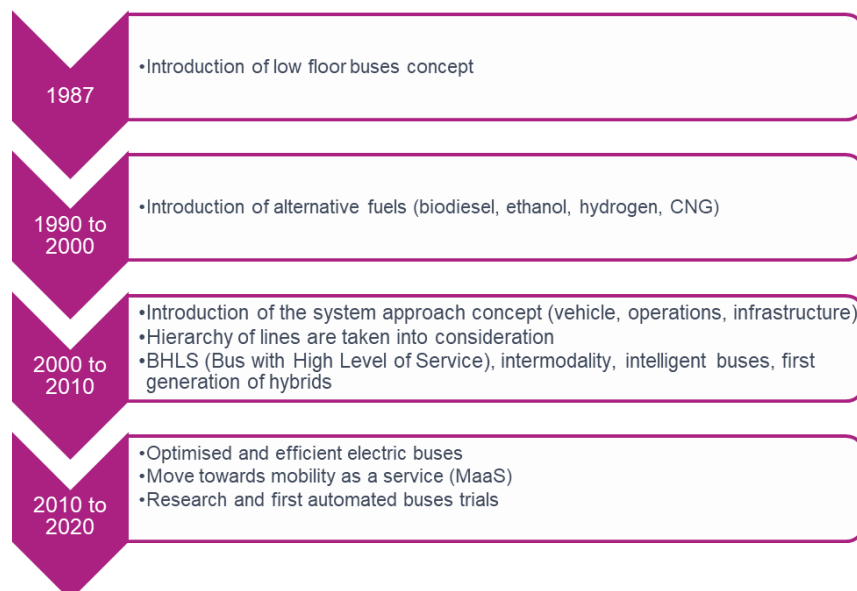 1987
•Introduction of low floor buses concept
1990 to
2000
•Introduction of alternative fuels (biodiesel, ethanol, hydrogen, CNG)
2000 to
2010
•Introduction of the system approach concept (vehicle, operations, infrastructure)
•Hierarchy of lines are taken into consideration
•BHLS (Bus with High Level of Service), intermodality, intelligent buses, first
generation of hybrids
2010 to
2020
•Optimised and efficient electric buses
•Move towards mobility as a service (MaaS)
•Research and first automated buses trials